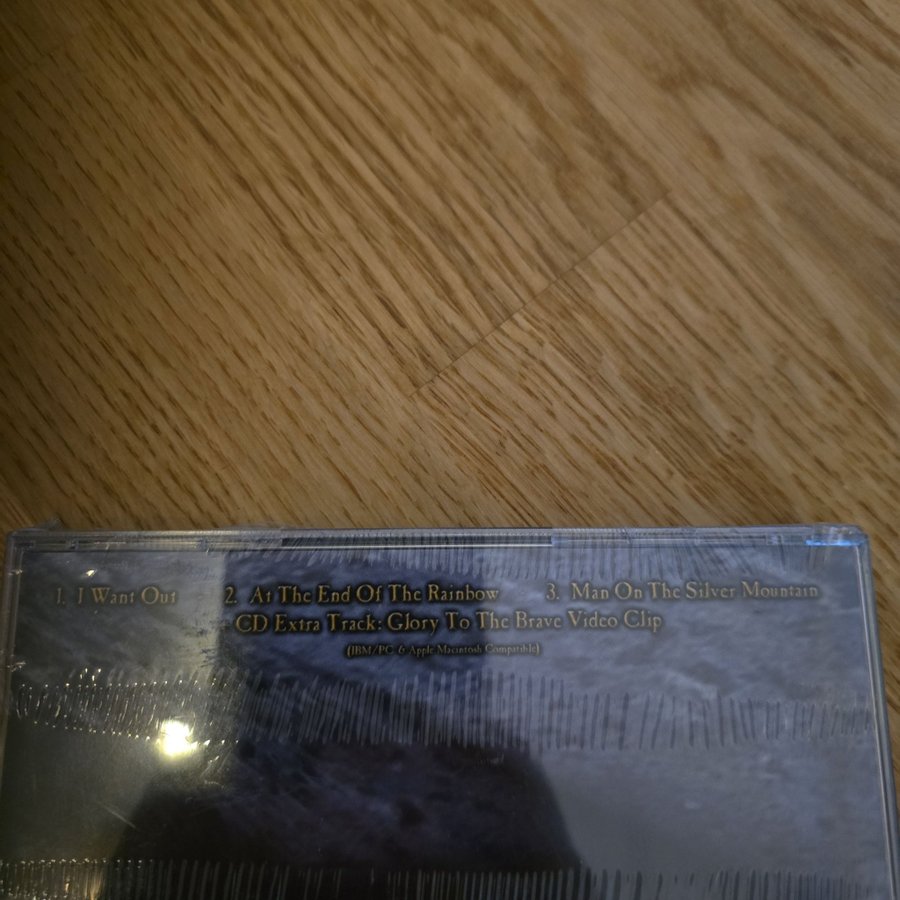 1. I Want Out 2. At The End Of The Rainbow 3. Man On The Silver Mountain
CD Extra Track: Glory To The Brave Video Clip
(IBM/PC & Apple Macintosh Compatible)